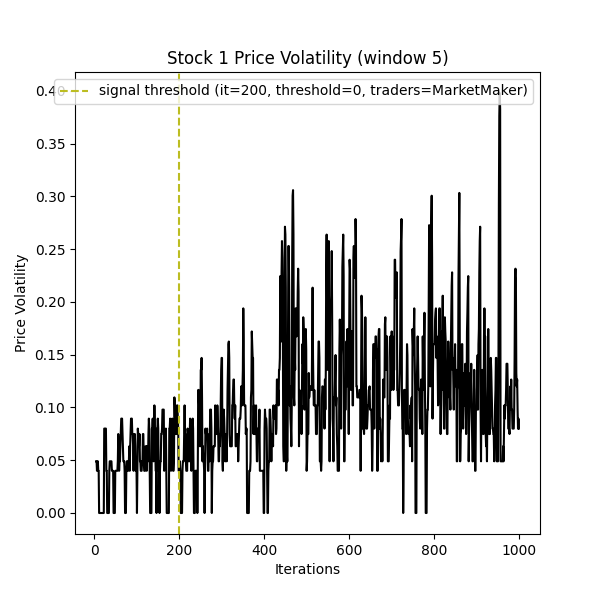 Stock 1 Price Volatility (window 5)
signal threshold (it=200, threshold=0, traders=MarketMaker)
0.40
0.35
0.30
0.25
0.20
0.15
0.10
0.05
0.00
Price Volatility
0 200 400 600 800 1000
Iterations